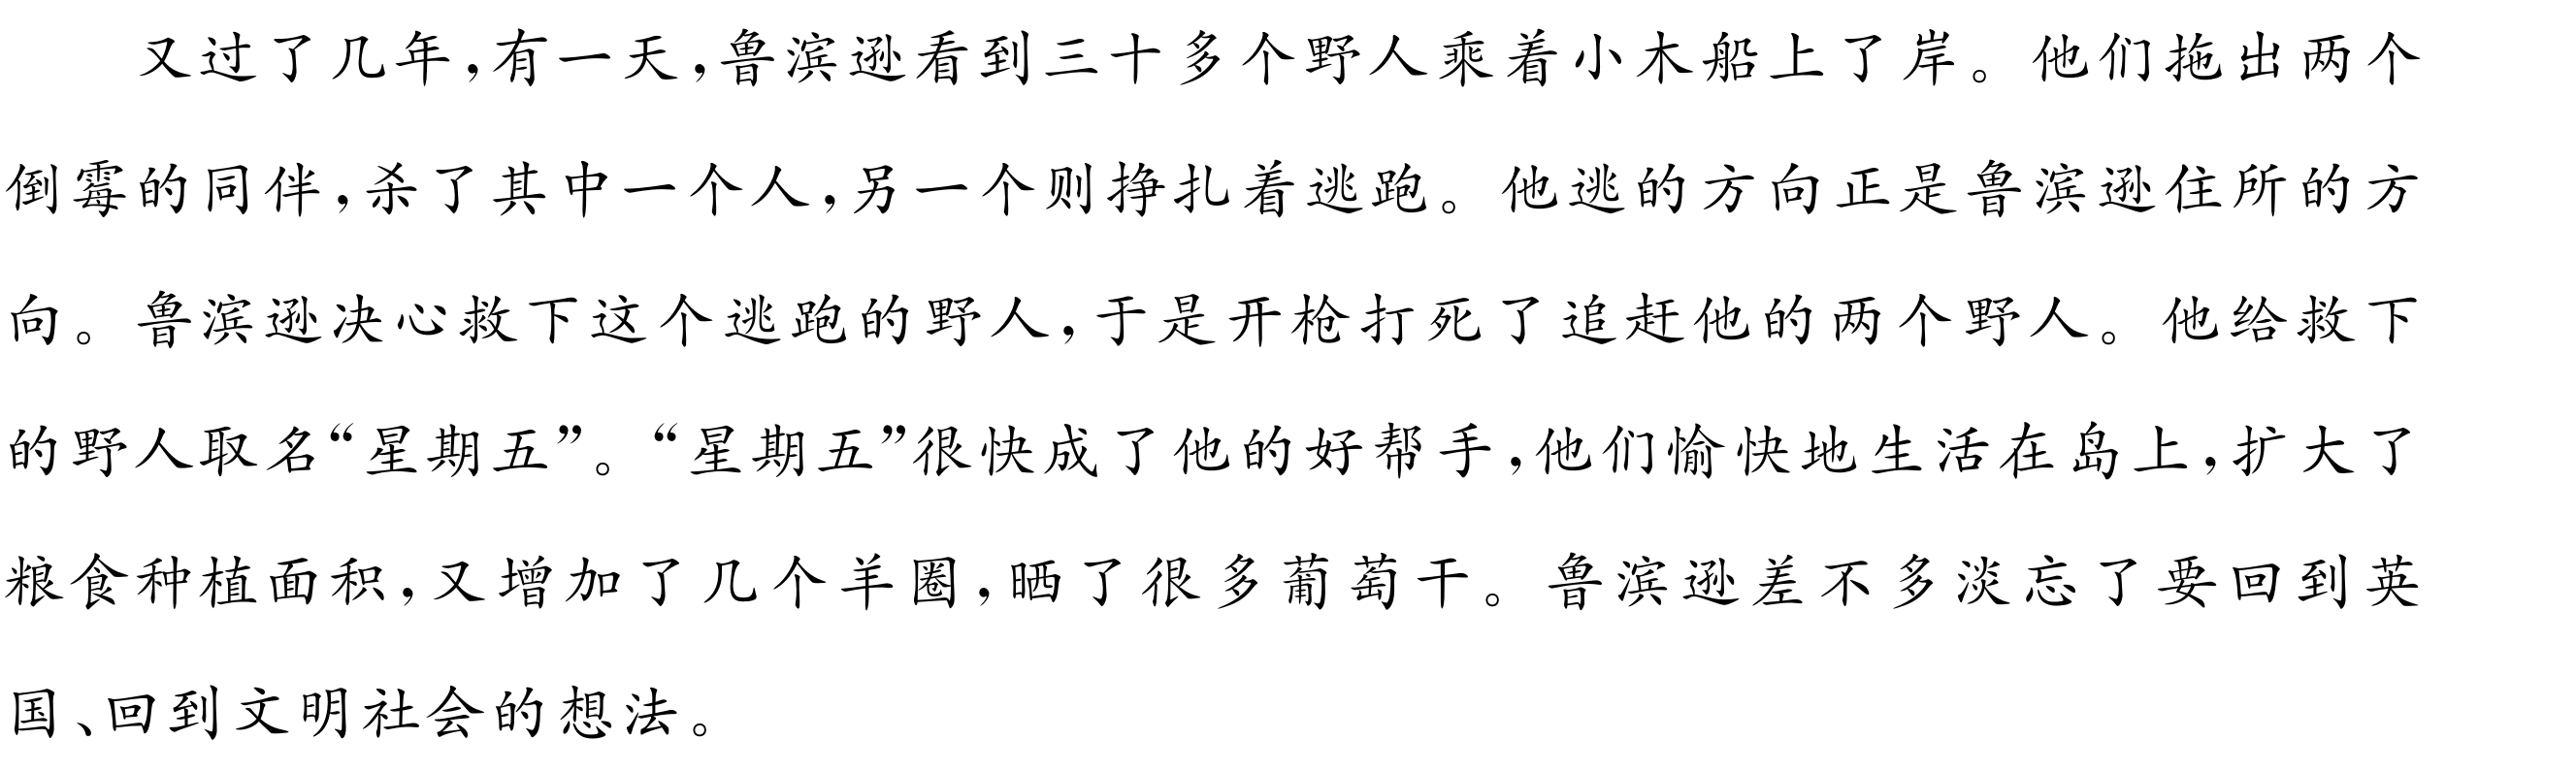 又过了几年,有一天,鲁滨逊看到三十多个野人乘着小木船上了岸。他们拖出两个
倒霉的同伴,杀了其中一个人,另一个则挣扎着逃跑。他逃的方向正是鲁滨逊住所的方
向。鲁滨逊决心救下这个逃跑的野人,于是开枪打死了追赶他的两个野人。他给救下
的野人取名“星期五”。“星期五”很快成了他的好帮手,他们愉快地生活在岛上,扩大了
粮食种植面积,又增加了几个羊圈,晒了很多葡萄干。鲁滨逊差不多淡忘了要回到英
国、回到文明社会的想法。